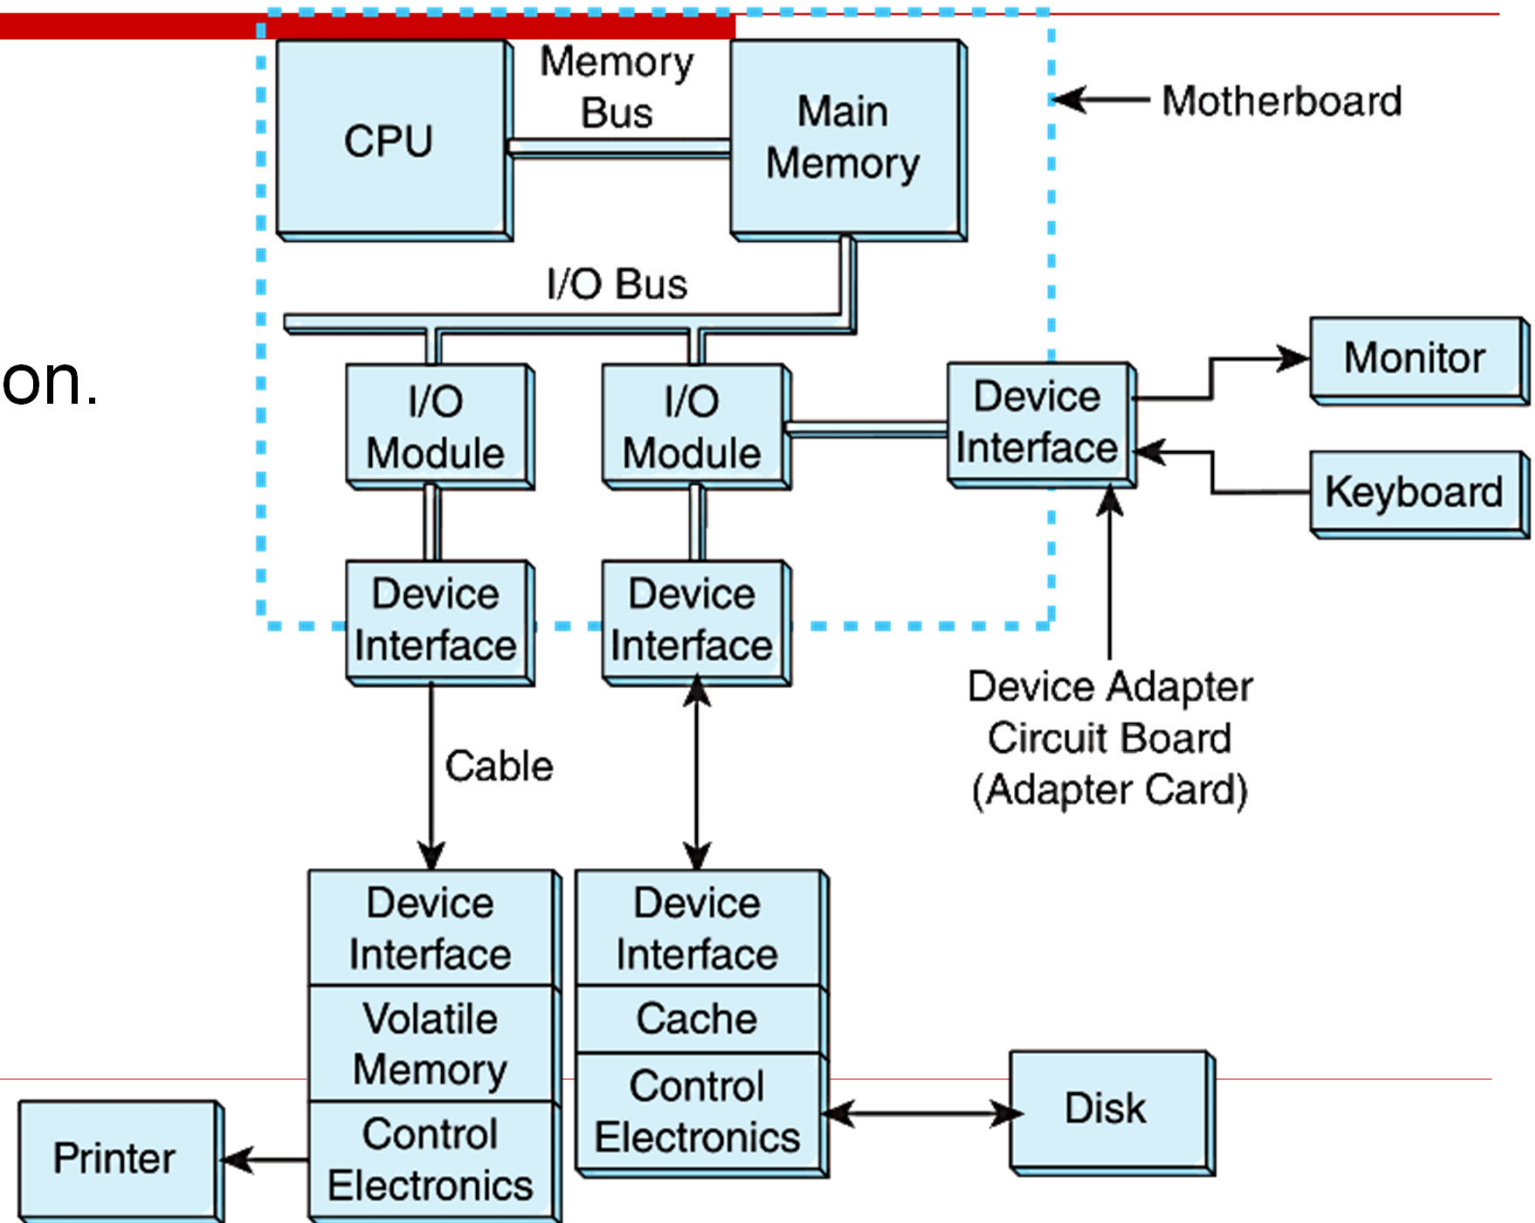 Memory
Bus
CPU
Main
Memory
Motherboard
I/O Bus
on.
I/O
Module
I/O
Module
Device
Interface
Monitor
Keyboard
Device
Interface
Device
Interface
Device Adapter
Circuit Board
(Adapter Card)
Cable
Device
Interface
Volatile
Memory
Control
Electronics
Device
Interface
Cache
Control
Electronics
Disk
Printer